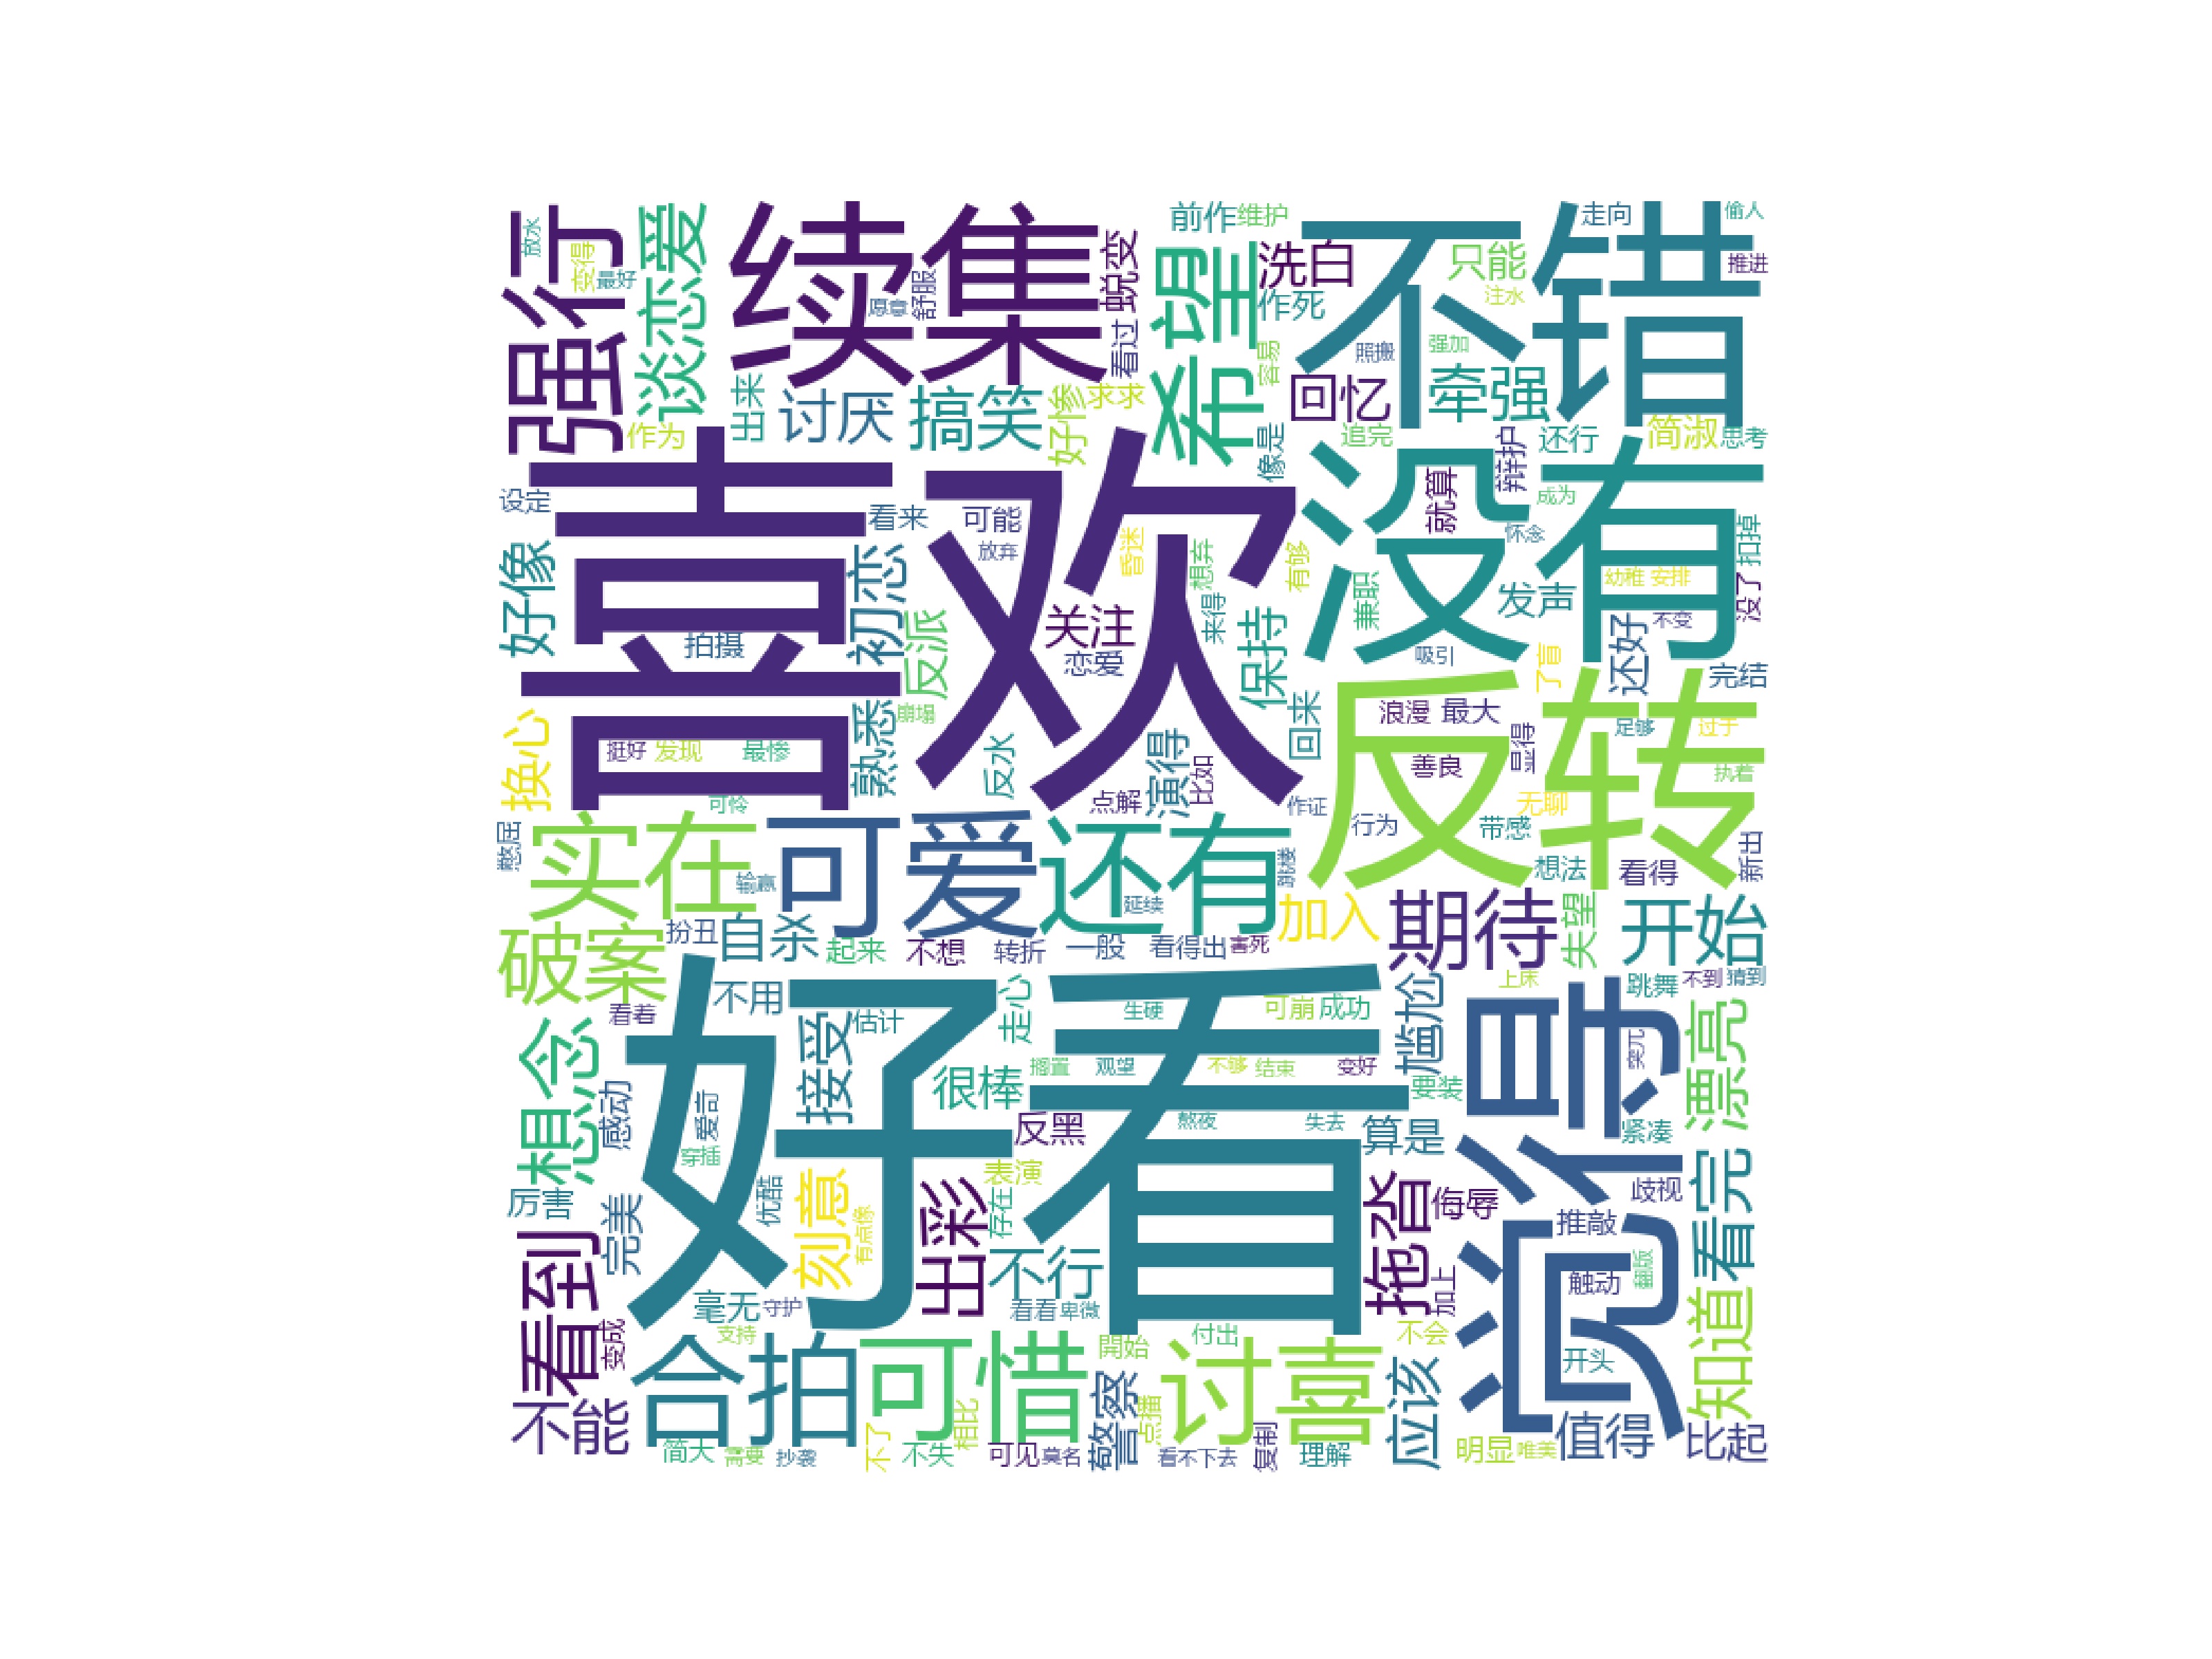 强行
放水
变得
最好
谈恋爱
作为
续集
愿意
舒服
蜕变
看过
出来
讨厌
搞笑
好惨
求求
前作
维护
希望
洗白
作死
容易
回忆
像是
不错
走向
偷人
只能
推进
注水
照搬
强加
牵强
追完
辩护
还行
简淑
思考
喜欢
设定
看来
可能
放弃
昏迷
想弃
有够
没有
就算
成为
怀念
扣掉
好像
初恋
反派
拍摄
关注
恋爱
来得
保持
兼职
发声
幼稚
安排
没了
还好
不变
吸引
了盲
完结
换心
挺好
发现
最惨
熟悉
崩塌
反水
演得
比如
回来
反转
浪漫
最大
善良
显得
足够
过于
执着
可怜
点解
作证
行为
无聊
带感
憋屈
实在
输赢
可爱
还有
延续
跳楼
加入
期待
想法
看得
新出
失望
开始
破案
扮丑
自杀
起来
不想
转折
一般
看得出
害死
好看
看着
不用
估计
走心
生硬
可崩
成功
尴尬
上床
跳舞
不到
猜到
想念
感动
爱苛
穿插
接受
很棒
搁置
观望
不够
结束
变好
要装
觉得
突兀
漂亮
反黑
熬夜
失去
算是
紧凑
厉害
完美
优酷
刻意
有点像
表演
出彩
存在
不行
拖沓
侮辱
加上
推敲
歧视
看完
触动
翻版
看到
变成
毫无
守护
看看
卑微
支持
合拍
可惜
開始
付出
讨喜
不会
开头
知道
不能
简大
需要
抄袭
不了
不失
相比
可见
莫名
警察
点播
看不下去
复制
理解
应该
明显
唯美
值得
比起